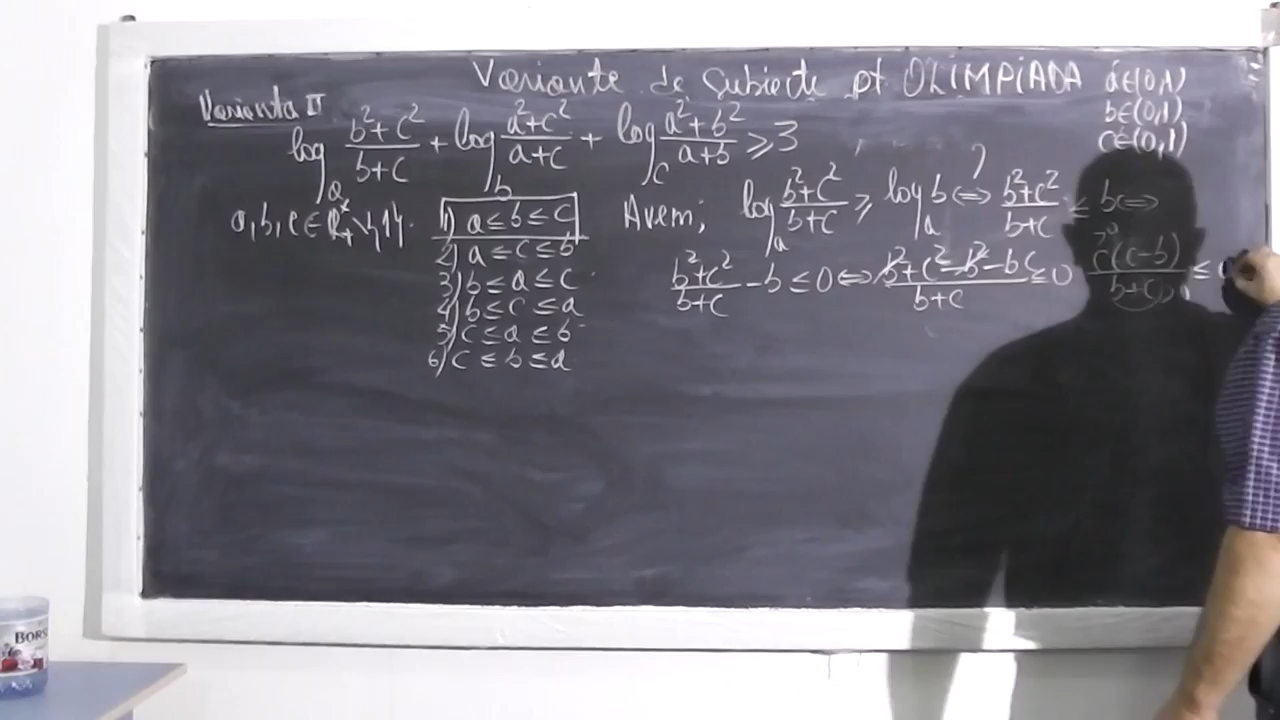 Variante de subiecte pt OLIMPIADA
Varianta II
log_a (b²+c²)/(b+c) + log_b (a²+c²)/(a+c) + log_c (a²+b²)/(a+b) ≥ 3
a∈(0,1)
b∈(0,1)
c∈(0,1)
a, b, c ∈ R*₊ \ {1}.
1) a ≤ b ≤ c
2) a ≤ c ≤ b
3) b ≤ a ≤ c
4) b ≤ c ≤ a
5) c ≤ a ≤ b
6) c ≤ b ≤ a
Avem; log_a (b²+c²)/(b+c) ≥ log_a b ⇔ (b²+c²)/(b+c) ≤ b ⇔
?
(b²+c²)/(b+c) - b ≤ 0 ⇔ (b²+c²-b²-bc)/(b+c) ≤ 0
c(c-b)/(b+c) ≤
BORS